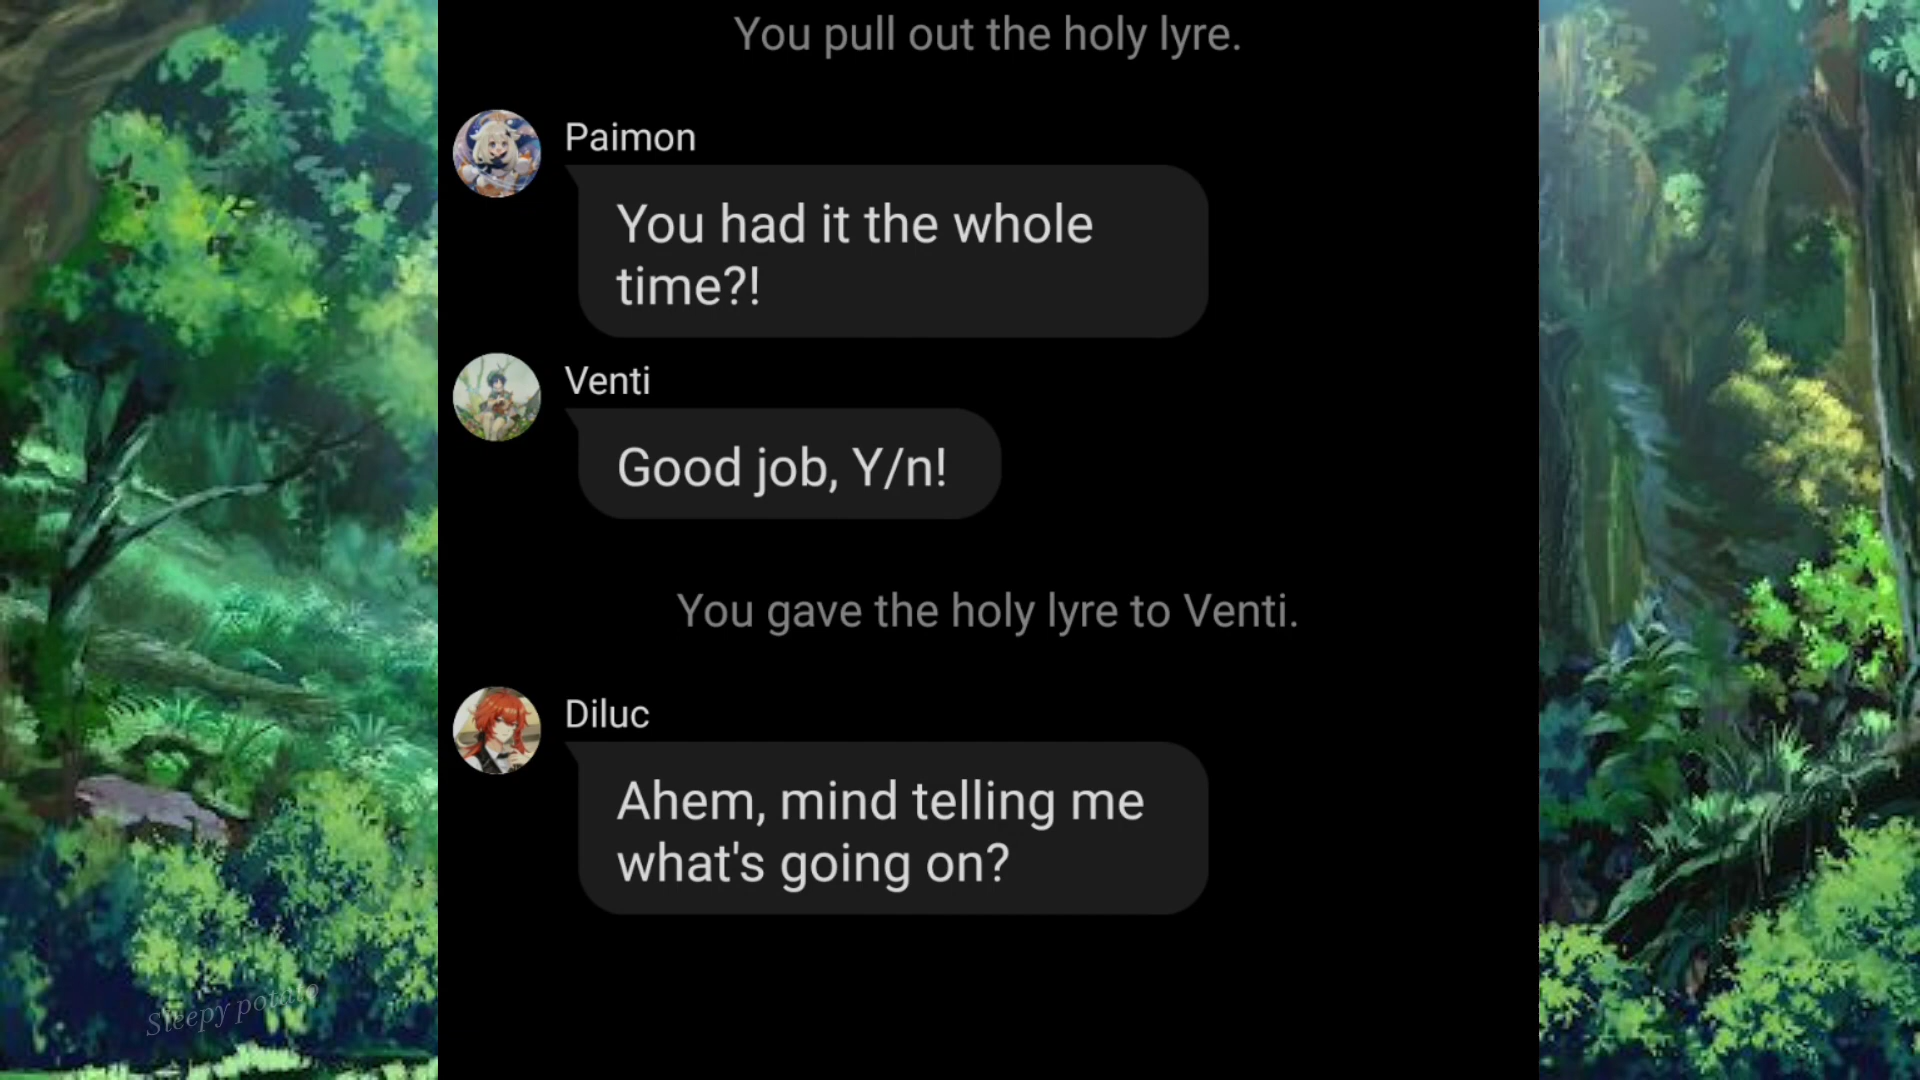 You pull out the holy lyre.
Paimon
You had it the whole
time?!
Venti
Good job, Y/n!
You gave the holy lyre to Venti.
Diluc
Ahem, mind telling me
what's going on?
Sleepy potato